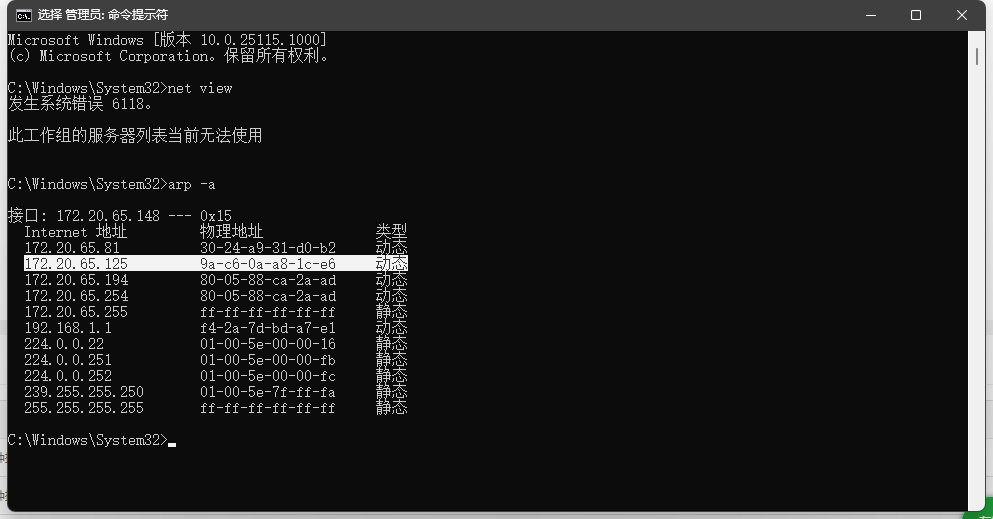 选择 管理员: 命令提示符
Microsoft Windows [版本 10.0.25115.1000]
(c) Microsoft Corporation。保留所有权利。
C:\Windows\System32>net view
发生系统错误 6118。
此工作组的服务器列表当前无法使用
C:\Windows\System32>arp -a
接口: 172.20.65.148 --- 0x15
Internet 地址 物理地址 类型
172.20.65.81 30-24-a9-31-d0-b2 动态
172.20.65.125 9a-c6-0a-a8-1c-e6 动态
172.20.65.194 80-05-88-ca-2a-ad 动态
172.20.65.254 80-05-88-ca-2a-ad 动态
172.20.65.255 ff-ff-ff-ff-ff-ff 静态
192.168.1.1 f4-2a-7d-bd-a7-e1 动态
224.0.0.22 01-00-5e-00-00-16 静态
224.0.0.251 01-00-5e-00-00-fb 静态
224.0.0.252 01-00-5e-00-00-fc 静态
239.255.255.250 01-00-5e-7f-ff-fa 静态
255.255.255.255 ff-ff-ff-ff-ff-ff 静态
C:\Windows\System32>